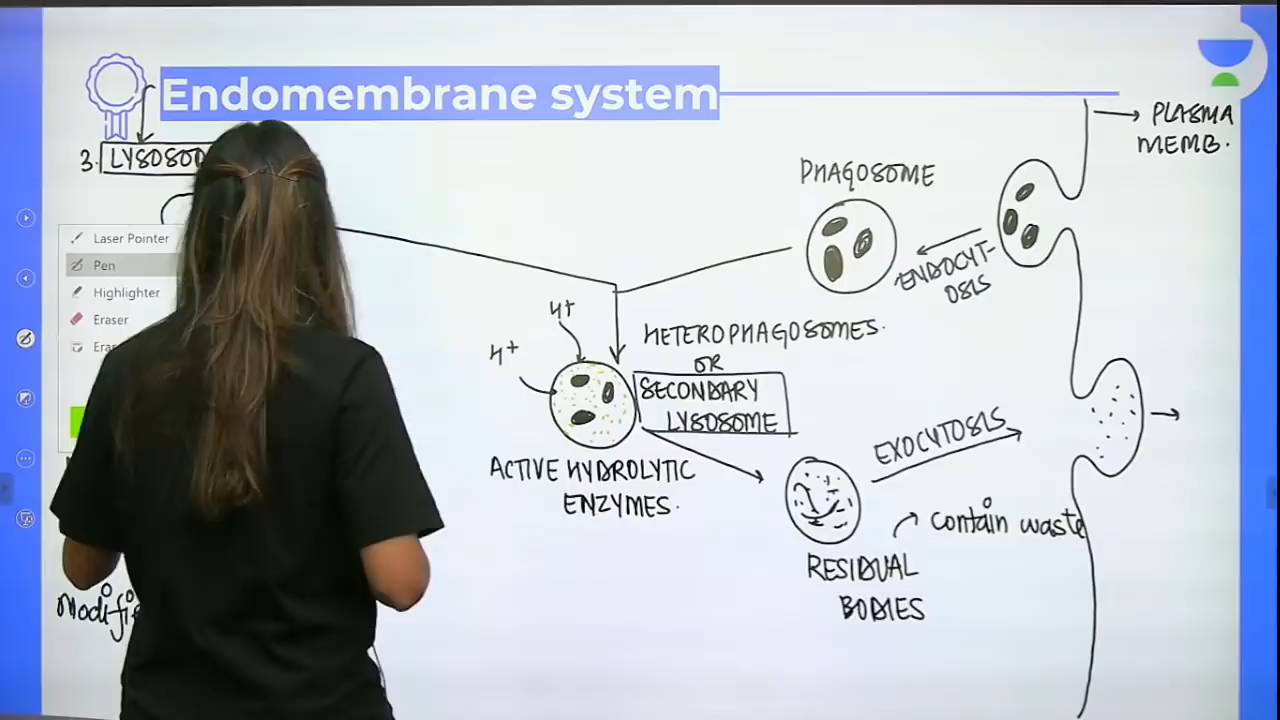 Endomembrane system
PLASMA
MEMB.
3.
PHAGOSOME
Laser Pointer
Pen
Highlighter
Eraser
ENDOCYT-
OSIS
H+
H+
HETEROPHAGOSOMES.
OR
SECONDARY
LYSOSOME
EXOCYTOSIS
ACTIVE HYDROLYTIC
ENZYMES.
contain waste
RESIDUAL
BODIES